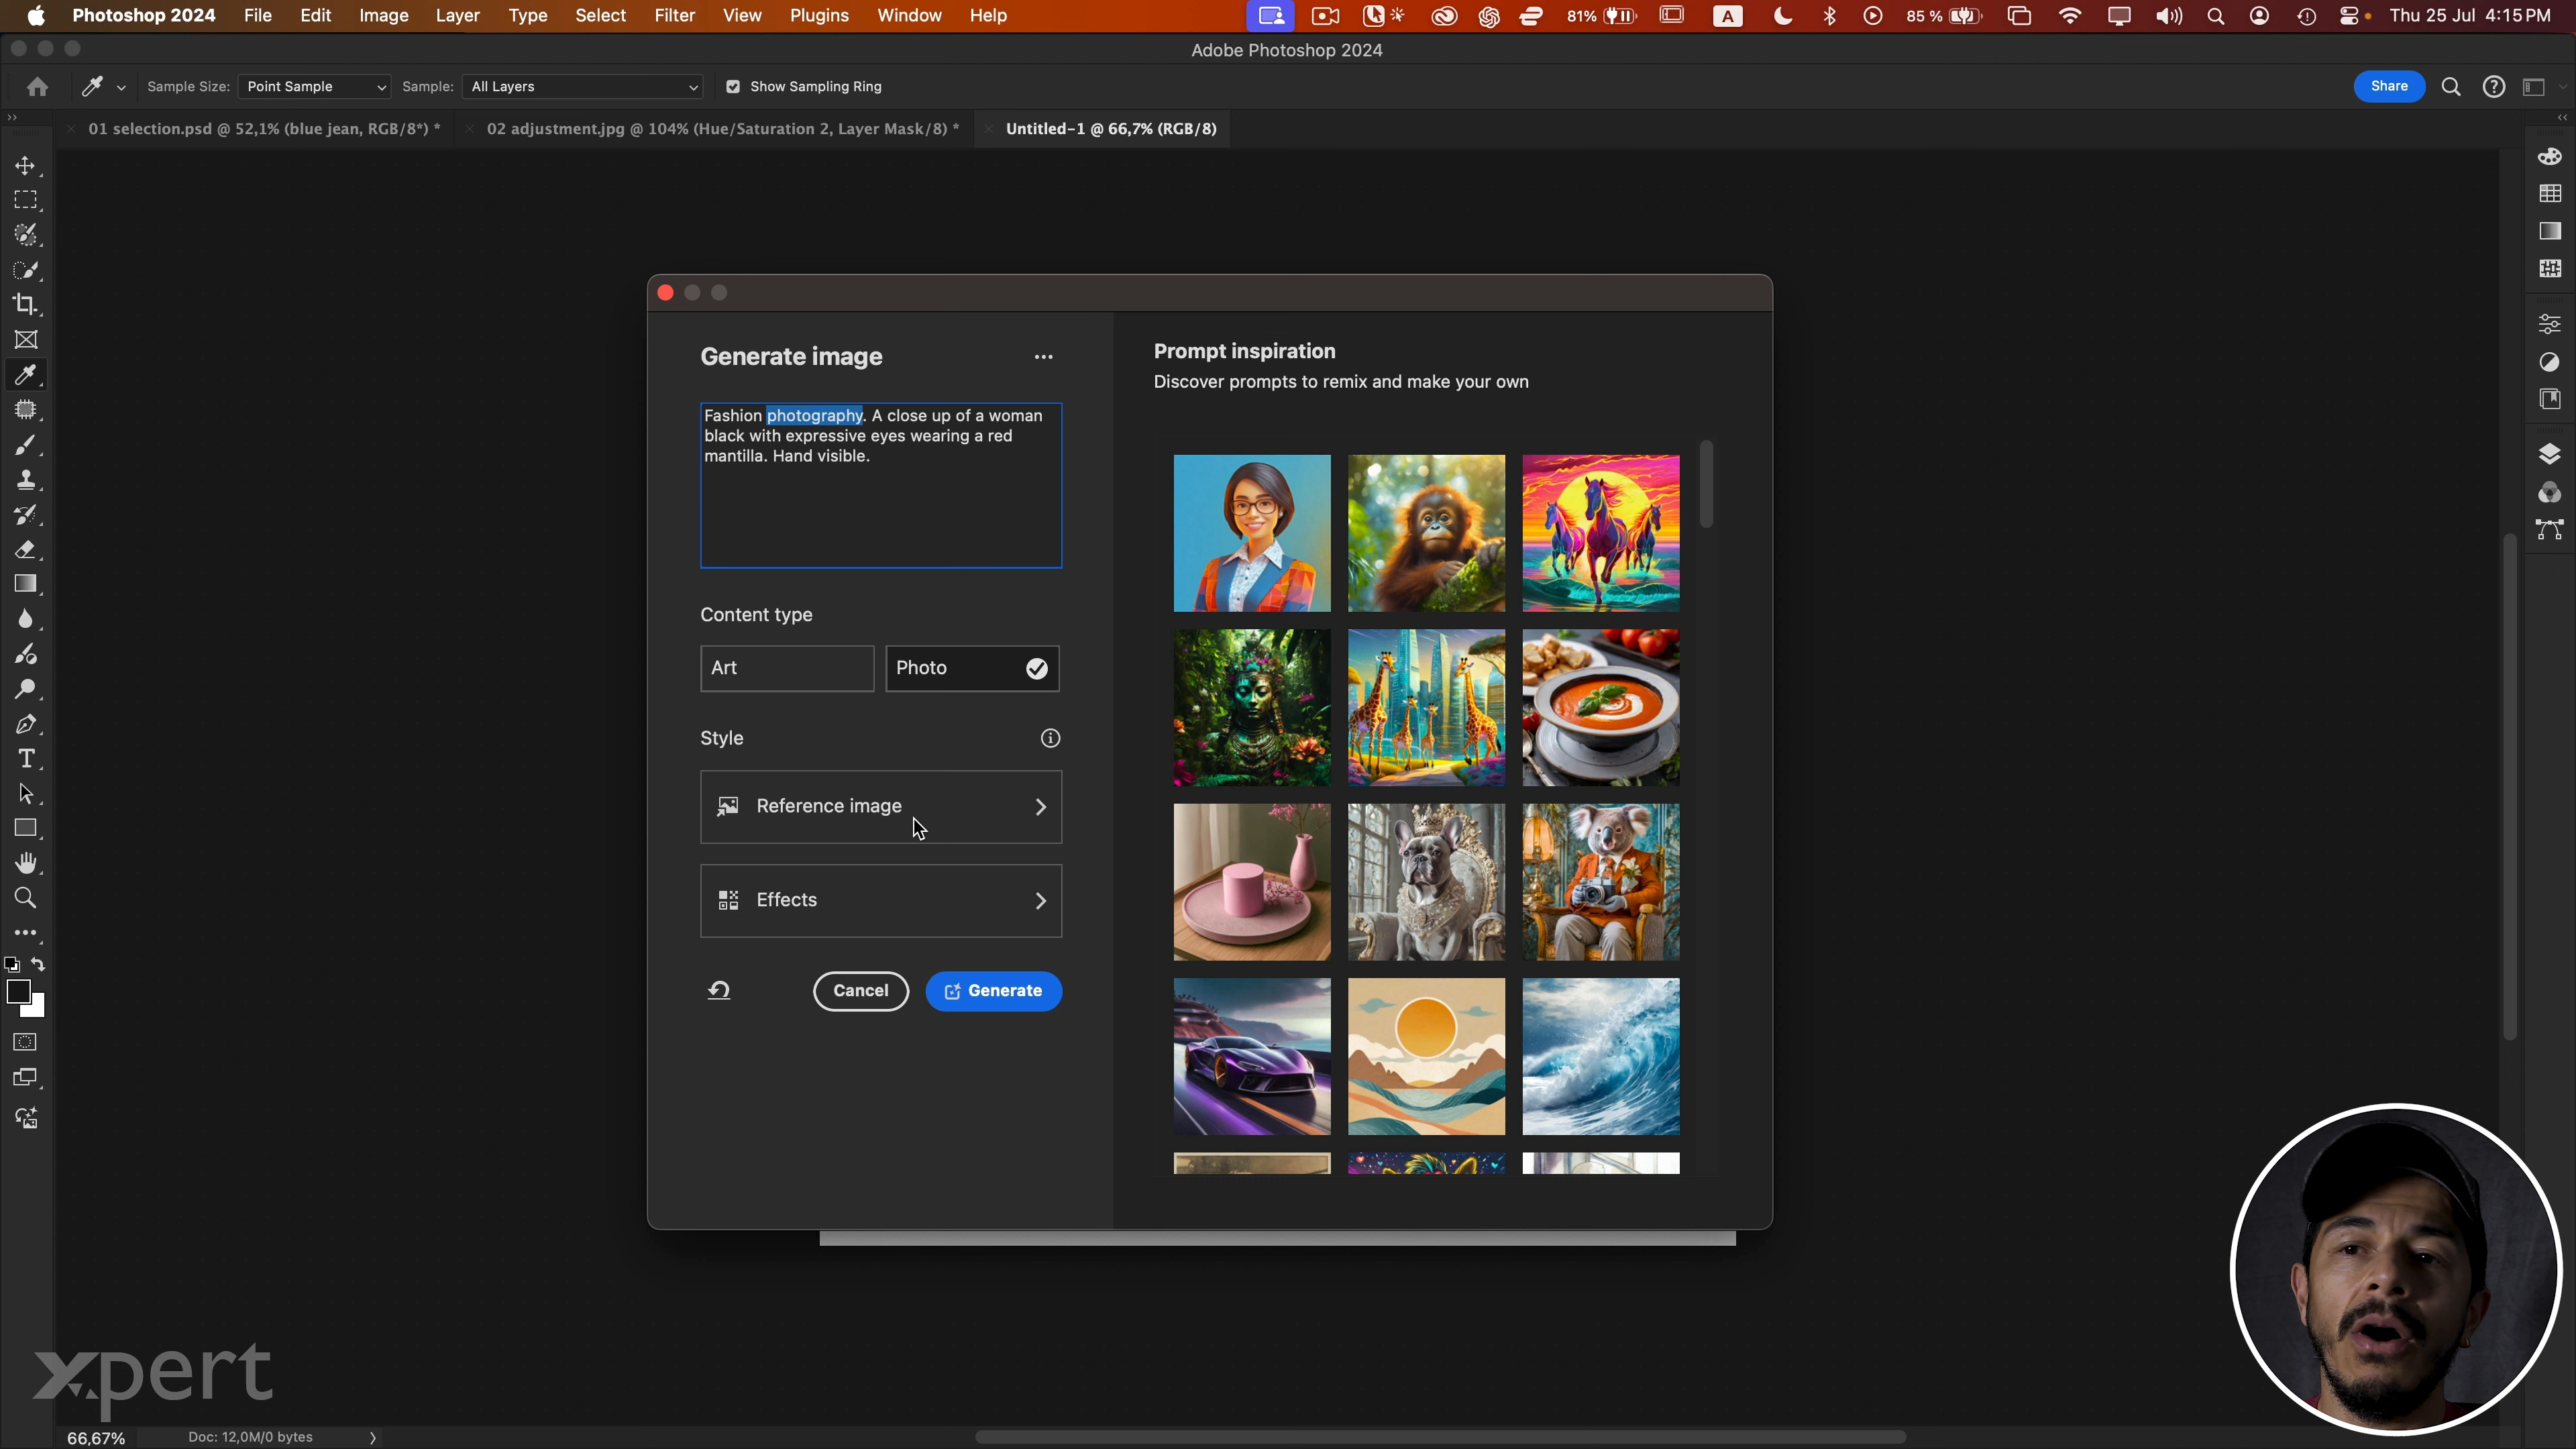 Photoshop 2024 File Edit Image Layer Type Select Filter View Plugins Window Help 81% A 85 % Thu 25 Jul 4:15 PM
Adobe Photoshop 2024
Sample Size: Point Sample Sample: All Layers Show Sampling Ring Share
01 selection.psd @ 52,1% (blue jean, RGB/8*) * 02 adjustment.jpg @ 104% (Hue/Saturation 2, Layer Mask/8) * Untitled-1 @ 66,7% (RGB/8)
Generate image
Fashion photography. A close up of a woman
black with expressive eyes wearing a red
mantilla. Hand visible.
Content type
Art Photo
Style
Reference image
Effects
Cancel Generate
Prompt inspiration
Discover prompts to remix and make your own
xpert
66,67% Doc: 12,0M/0 bytes